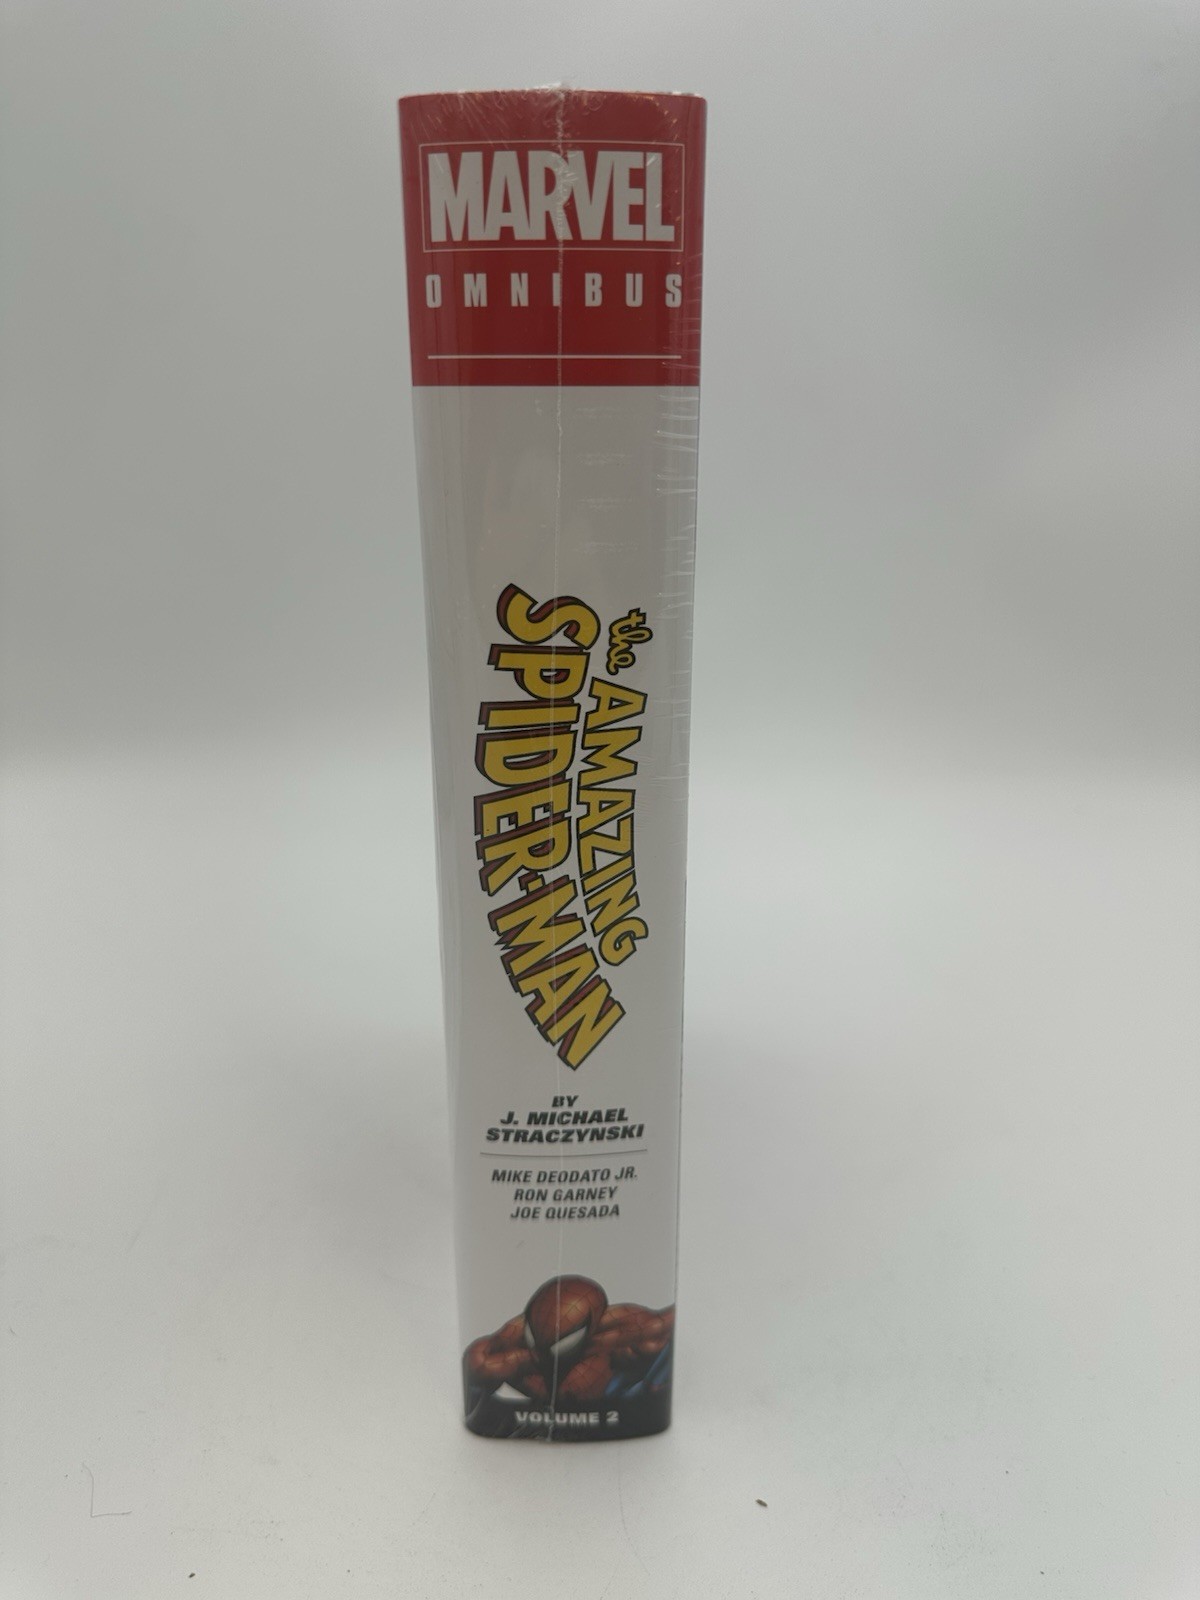 MARVEL
OMNIBUS
the AMAZING
SPIDER-MAN
BY
J. MICHAEL
STRACZYNSKI
MIKE DEODATO JR.
RON GARNEY
JOE QUESADA
VOLUME 2